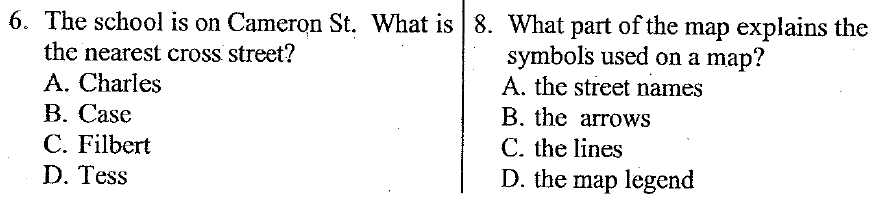 6. The school is on Cameron St. What is
the nearest cross street?
A. Charles
B. Case
C. Filbert
D. Tess
8. What part of the map explains the
symbols used on a map?
A. the street names
B. the arrows
C. the lines
D. the map legend